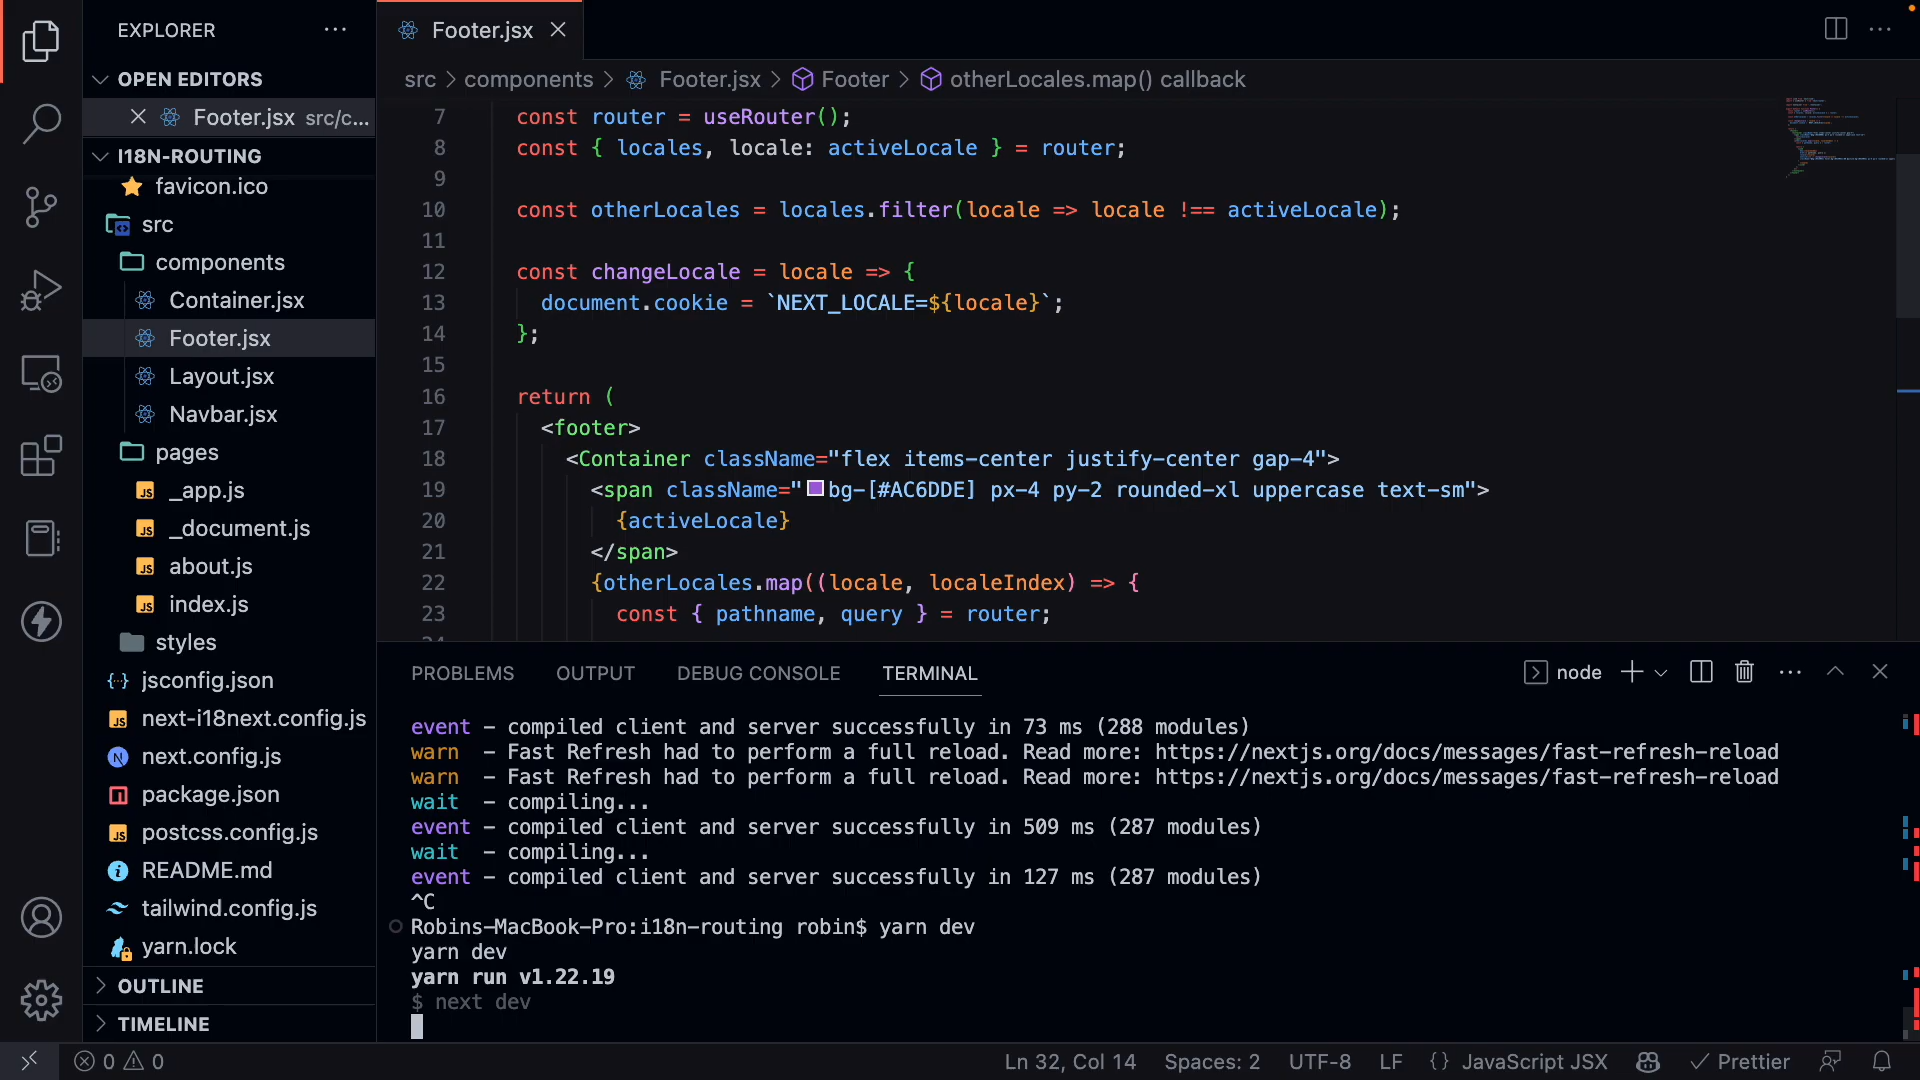 EXPLORER
OPEN EDITORS
Footer.jsx src/c...
I18N-ROUTING
favicon.ico
src
components
Container.jsx
Footer.jsx
Layout.jsx
Navbar.jsx
pages
_app.js
_document.js
about.js
index.js
styles
jsconfig.json
next-i18next.config.js
next.config.js
package.json
postcss.config.js
README.md
tailwind.config.js
yarn.lock
OUTLINE
TIMELINE
Footer.jsx
src > components > Footer.jsx > Footer > otherLocales.map() callback
7 const router = useRouter();
8 const { locales, locale: activeLocale } = router;
9
10 const otherLocales = locales.filter(locale => locale !== activeLocale);
11
12 const changeLocale = locale => {
13 document.cookie = `NEXT_LOCALE=${locale}`;
14 };
15
16 return (
17 <footer>
18 <Container className="flex items-center justify-center gap-4">
19 <span className="bg-[#AC6DDE] px-4 py-2 rounded-xl uppercase text-sm">
20 {activeLocale}
21 </span>
22 {otherLocales.map((locale, localeIndex) => {
23 const { pathname, query } = router;
PROBLEMS OUTPUT DEBUG CONSOLE TERMINAL
node
event - compiled client and server successfully in 73 ms (288 modules)
warn - Fast Refresh had to perform a full reload. Read more: https://nextjs.org/docs/messages/fast-refresh-reload
warn - Fast Refresh had to perform a full reload. Read more: https://nextjs.org/docs/messages/fast-refresh-reload
wait - compiling...
event - compiled client and server successfully in 509 ms (287 modules)
wait - compiling...
event - compiled client and server successfully in 127 ms (287 modules)
^C
Robins-MacBook-Pro:i18n-routing robin$ yarn dev
yarn dev
yarn run v1.22.19
$ next dev
0 0 Ln 32, Col 14 Spaces: 2 UTF-8 LF {} JavaScript JSX Prettier